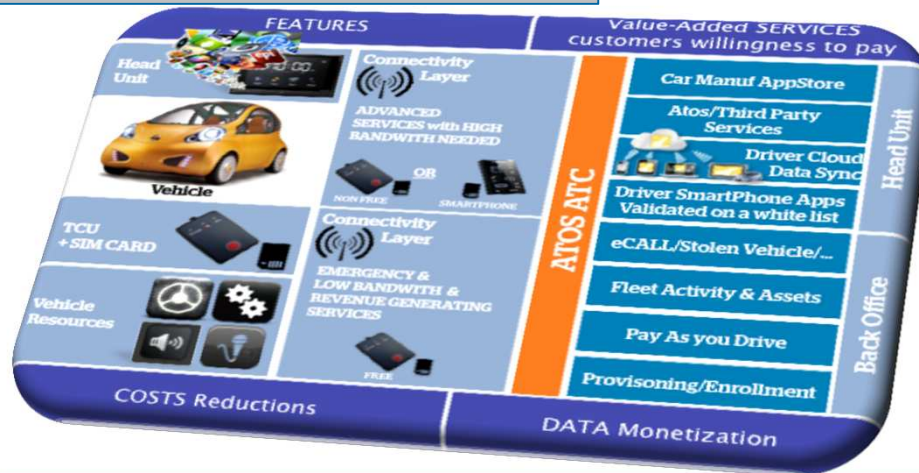 FEATURES
Value-Added SERVICES
customers willingness to pay
Head
Unit
Vehicle
TCU
+ SIM CARD
Vehicle
Resources
Connectivity
Layer
ADVANCED
SERVICES with HIGH
BANDWITH NEEDED
OR
NON FREE
SMARTPHONE
Connectivity
Layer
EMERGENCY &
LOW BANDWITH &
REVENUE GENERATING
SERVICES
FREE
ATOS ATC
Car Manuf AppStore
Atos/Third Party
Services
Driver Cloud
Data Sync
Driver SmartPhone Apps
Validated on a white list
eCALL/Stolen Vehicle/...
Fleet Activity & Assets
Pay As you Drive
Provisoning/Enrollment
Head Unit
Back Office
COSTS Reductions
DATA Monetization